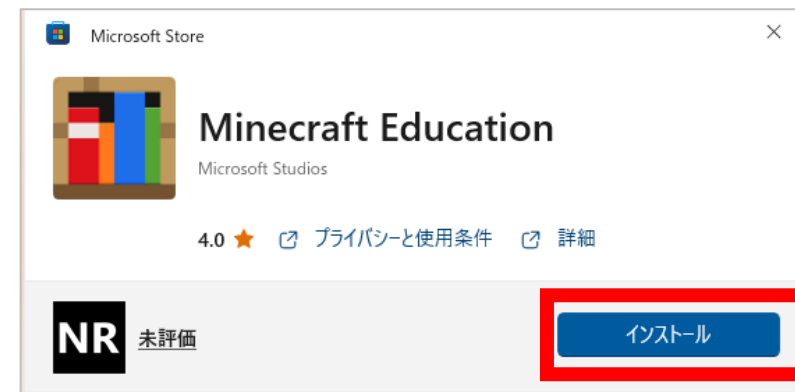 Microsoft Store
Minecraft Education
Microsoft Studios
4.0 プライバシーと使用条件 詳細
NR 未評価 インストール